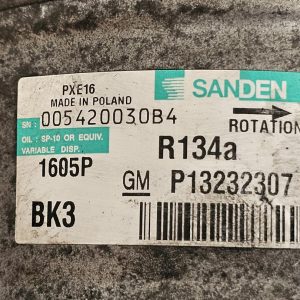 PXE16
MADE IN POLAND
SANDEN
SN: 005420030B4
OIL: SP-10 OR EQUIV.
VARIABLE DISP.
ROTATION
1605P
R134a
GM P13232307
BK3